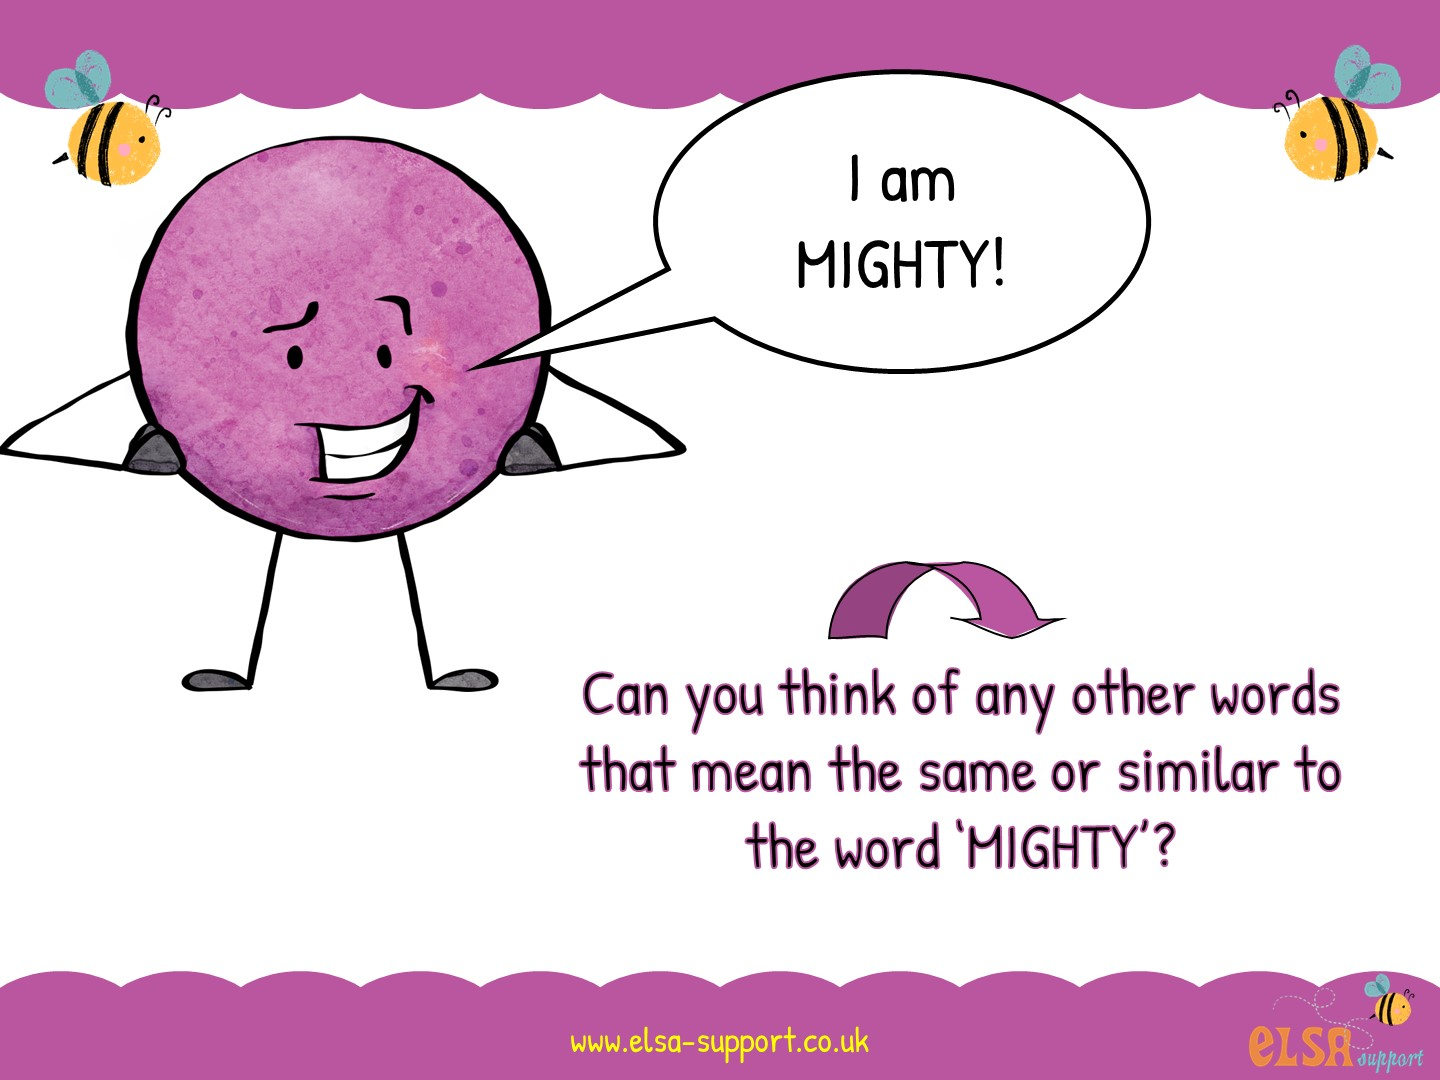 I am
MIGHTY!
Can you think of any other words
that mean the same or similar to
the word ‘MIGHTY’?
www.elsa-support.co.uk
ELSA support